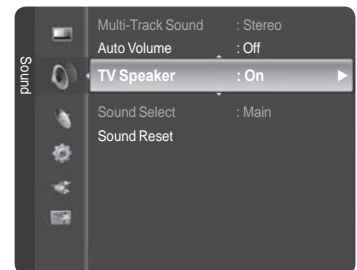 Sound
Multi-Track Sound : Stereo
Auto Volume : Off
TV Speaker : On
Sound Select : Main
Sound Reset